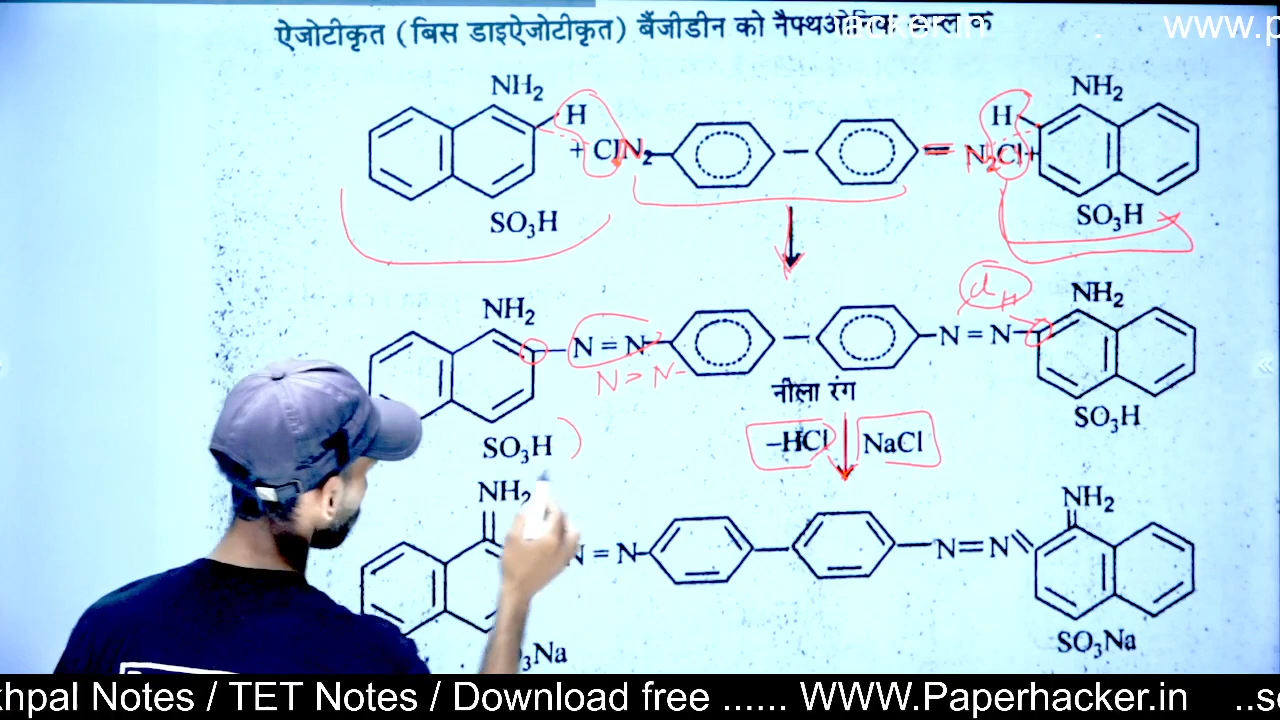 www.p
ऐजोटीकृत (बिस डाइऐजोटीकृत) बैंजीडीन को
NH₂ NH₂
H H
+ ClN₂ N₂Cl+
SO₃H SO₃H
NH₂ NH₂
N=N N=N
N=N-
नीला रंग
SO₃H SO₃H
–HCl NaCl
NH₂ NH₂
N=N N=N
SO₃Na
₃Na
khpal Notes / TET Notes / Download free ...... WWW.Paperhacker.in ..